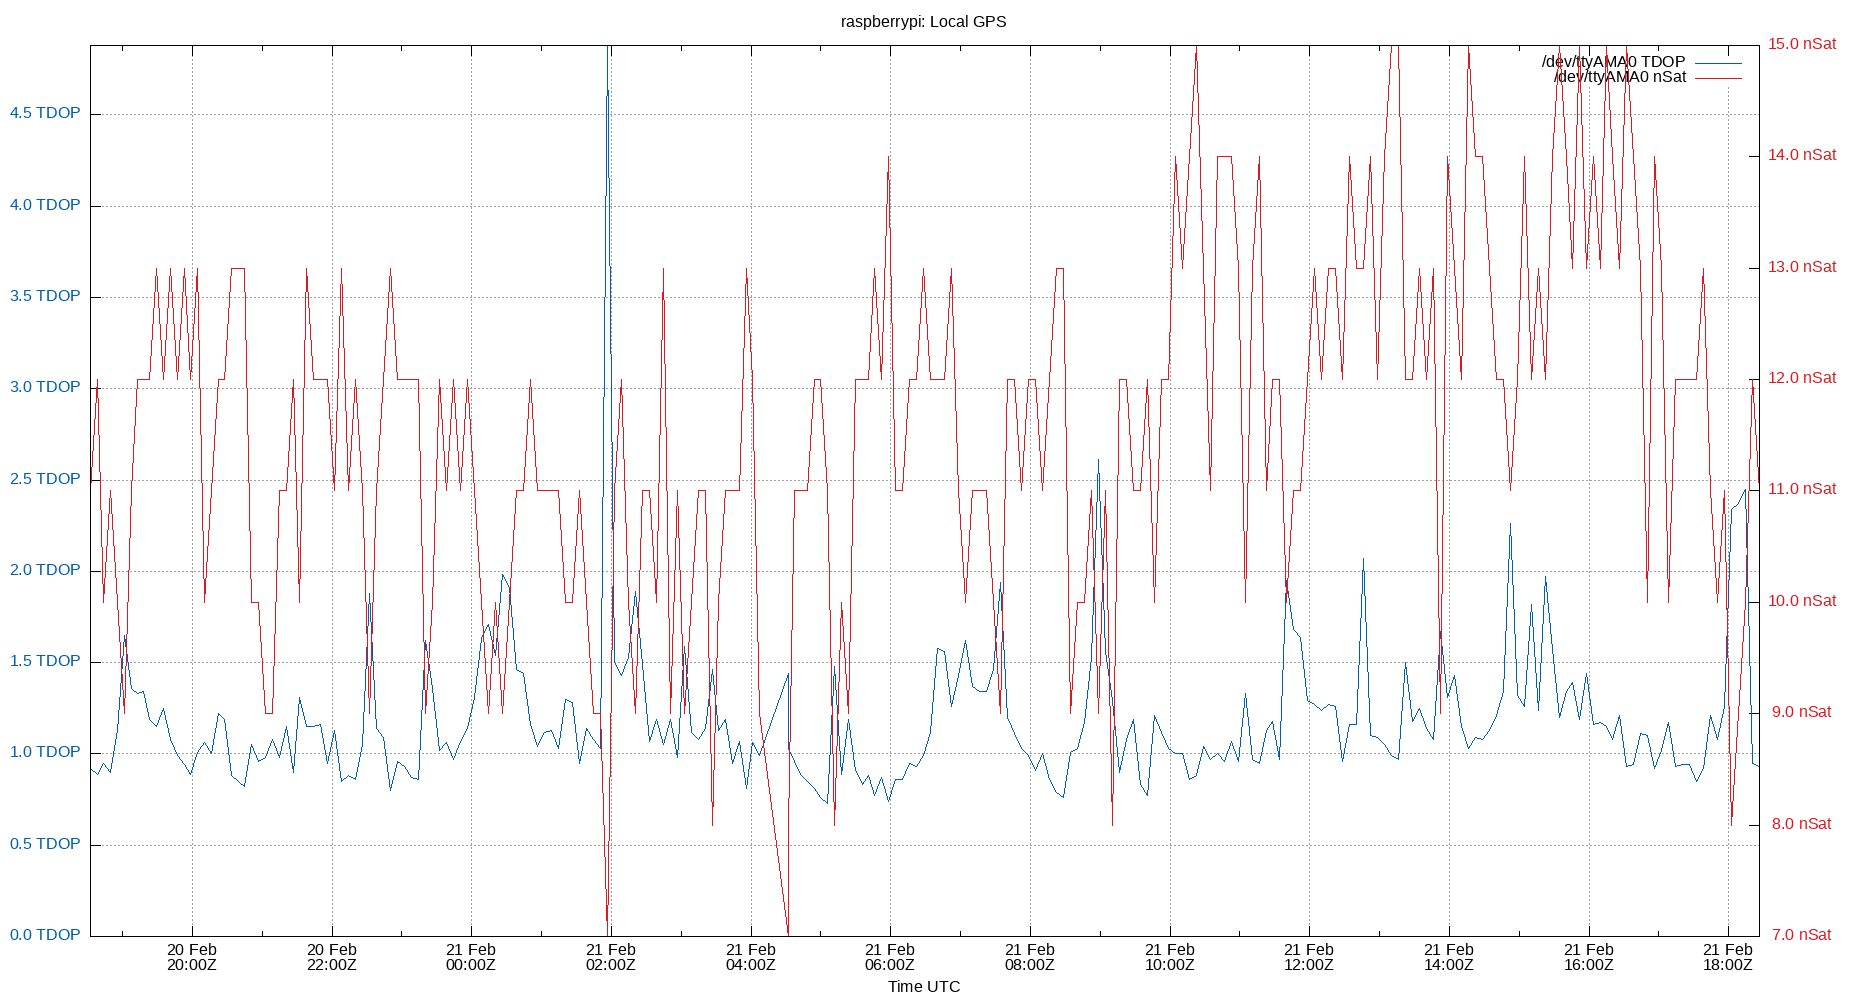 raspberrypi: Local GPS
/dev/ttyAMA0 TDOP
/dev/ttyAMA0 nSat
4.5 TDOP
4.0 TDOP
3.5 TDOP
3.0 TDOP
2.5 TDOP
2.0 TDOP
1.5 TDOP
1.0 TDOP
0.5 TDOP
0.0 TDOP
15.0 nSat
14.0 nSat
13.0 nSat
12.0 nSat
11.0 nSat
10.0 nSat
9.0 nSat
8.0 nSat
7.0 nSat
20 Feb 20 Feb 21 Feb 21 Feb 21 Feb 21 Feb 21 Feb 21 Feb 21 Feb 21 Feb 21 Feb 21 Feb
20:00Z 22:00Z 00:00Z 02:00Z 04:00Z 06:00Z 08:00Z 10:00Z 12:00Z 14:00Z 16:00Z 18:00Z
Time UTC